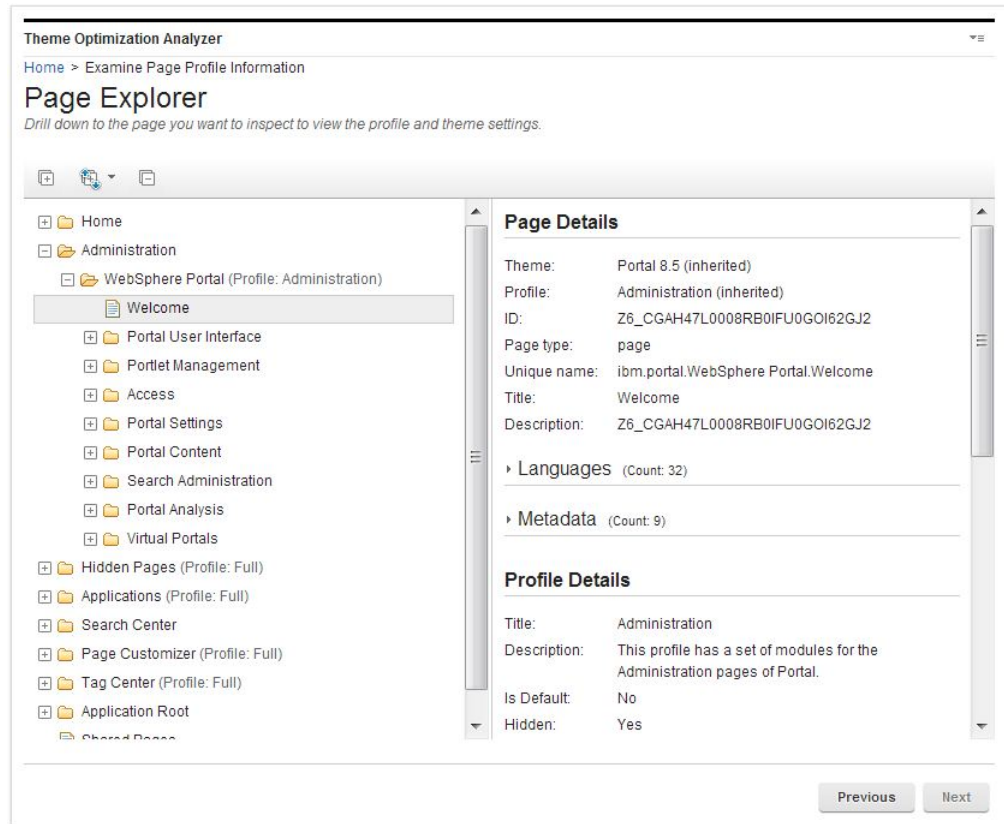 Theme Optimization Analyzer
Home > Examine Page Profile Information
Page Explorer
Drill down to the page you want to inspect to view the profile and theme settings.
Home
Administration
WebSphere Portal (Profile: Administration)
Welcome
Portal User Interface
Portlet Management
Access
Portal Settings
Portal Content
Search Administration
Portal Analysis
Virtual Portals
Hidden Pages (Profile: Full)
Applications (Profile: Full)
Search Center
Page Customizer (Profile: Full)
Tag Center (Profile: Full)
Application Root
Shared Pages
Page Details
Theme: Portal 8.5 (inherited)
Profile: Administration (inherited)
ID: Z6_CGAH47L0008RB0IFU0GOI62GJ2
Page type: page
Unique name: ibm.portal.WebSphere Portal.Welcome
Title: Welcome
Description: Z6_CGAH47L0008RB0IFU0GOI62GJ2
Languages (Count: 32)
Metadata (Count: 9)
Profile Details
Title: Administration
Description: This profile has a set of modules for the
Administration pages of Portal.
Is Default: No
Hidden: Yes
Previous Next